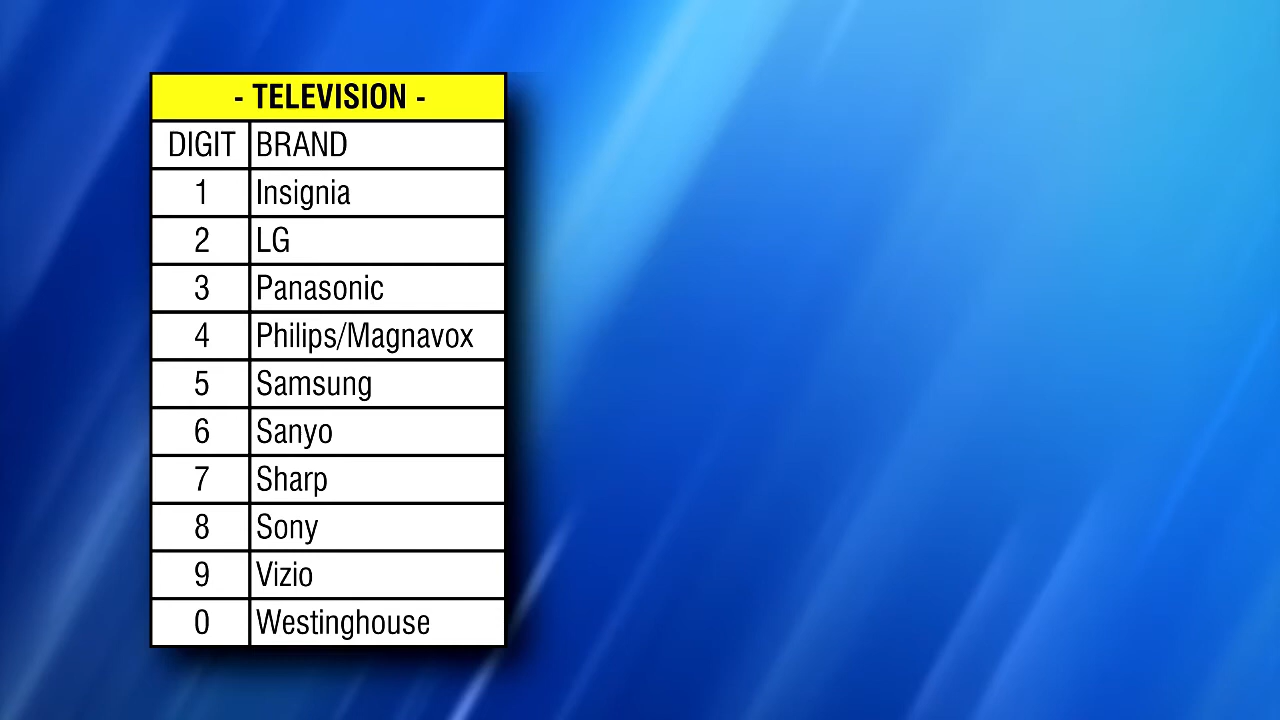 - TELEVISION -
DIGIT BRAND
1 Insignia
2 LG
3 Panasonic
4 Philips/Magnavox
5 Samsung
6 Sanyo
7 Sharp
8 Sony
9 Vizio
0 Westinghouse